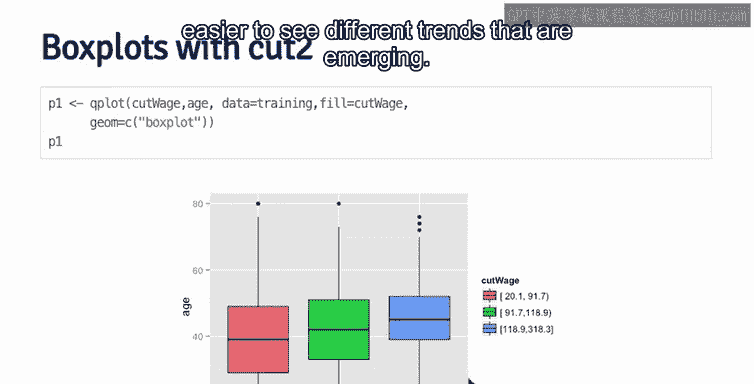 easier to see different trends that are
emerging.
Boxplots with cut2
p1 <- qplot(cutWage,age, data=training,fill=cutWage,
geom=c("boxplot"))
p1
80
60
40
age
cutWage
[ 20.1, 91.7)
[ 91.7,118.9)
[118.9,318.3]